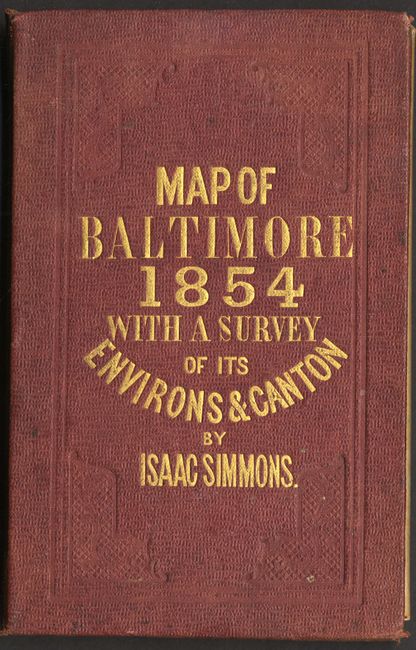 MAP OF
BALTIMORE
1854
WITH A SURVEY
OF ITS
ENVIRONS & CANTON
BY
ISAAC SIMMONS.